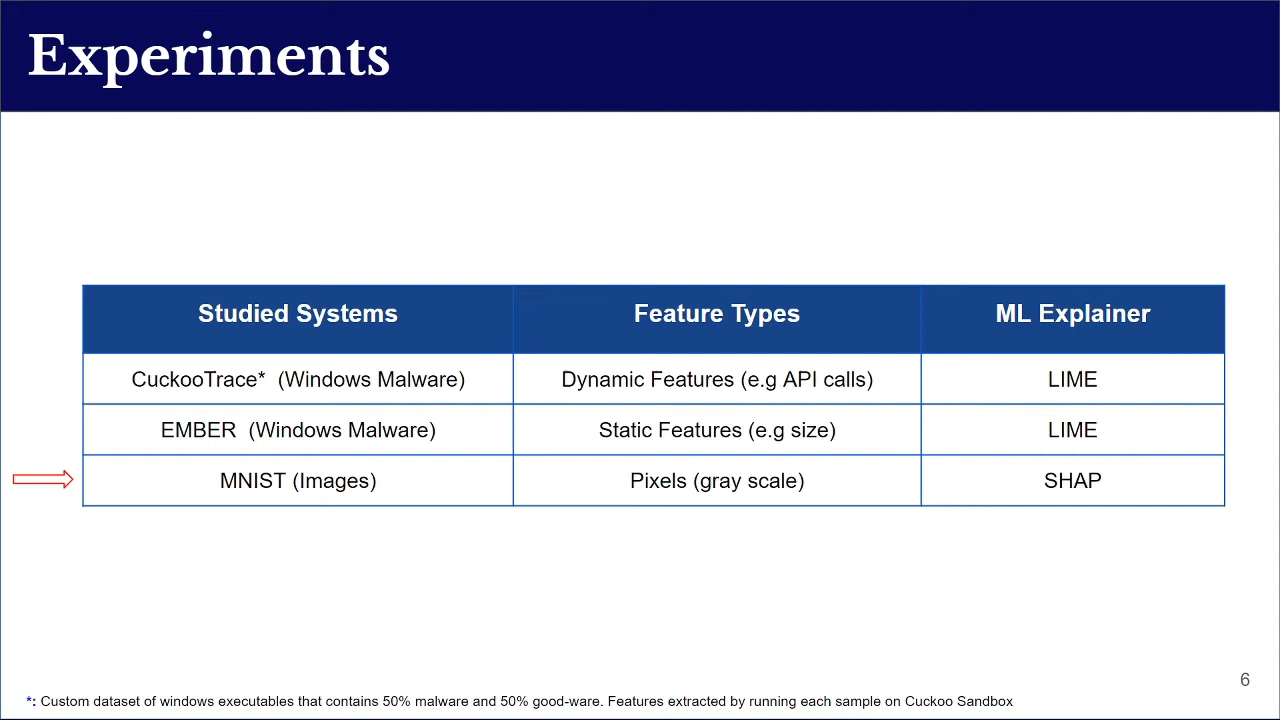 Experiments
Studied Systems Feature Types ML Explainer
CuckooTrace* (Windows Malware) Dynamic Features (e.g API calls) LIME
EMBER (Windows Malware) Static Features (e.g size) LIME
MNIST (Images) Pixels (gray scale) SHAP
6
*: Custom dataset of windows executables that contains 50% malware and 50% good-ware. Features extracted by running each sample on Cuckoo Sandbox